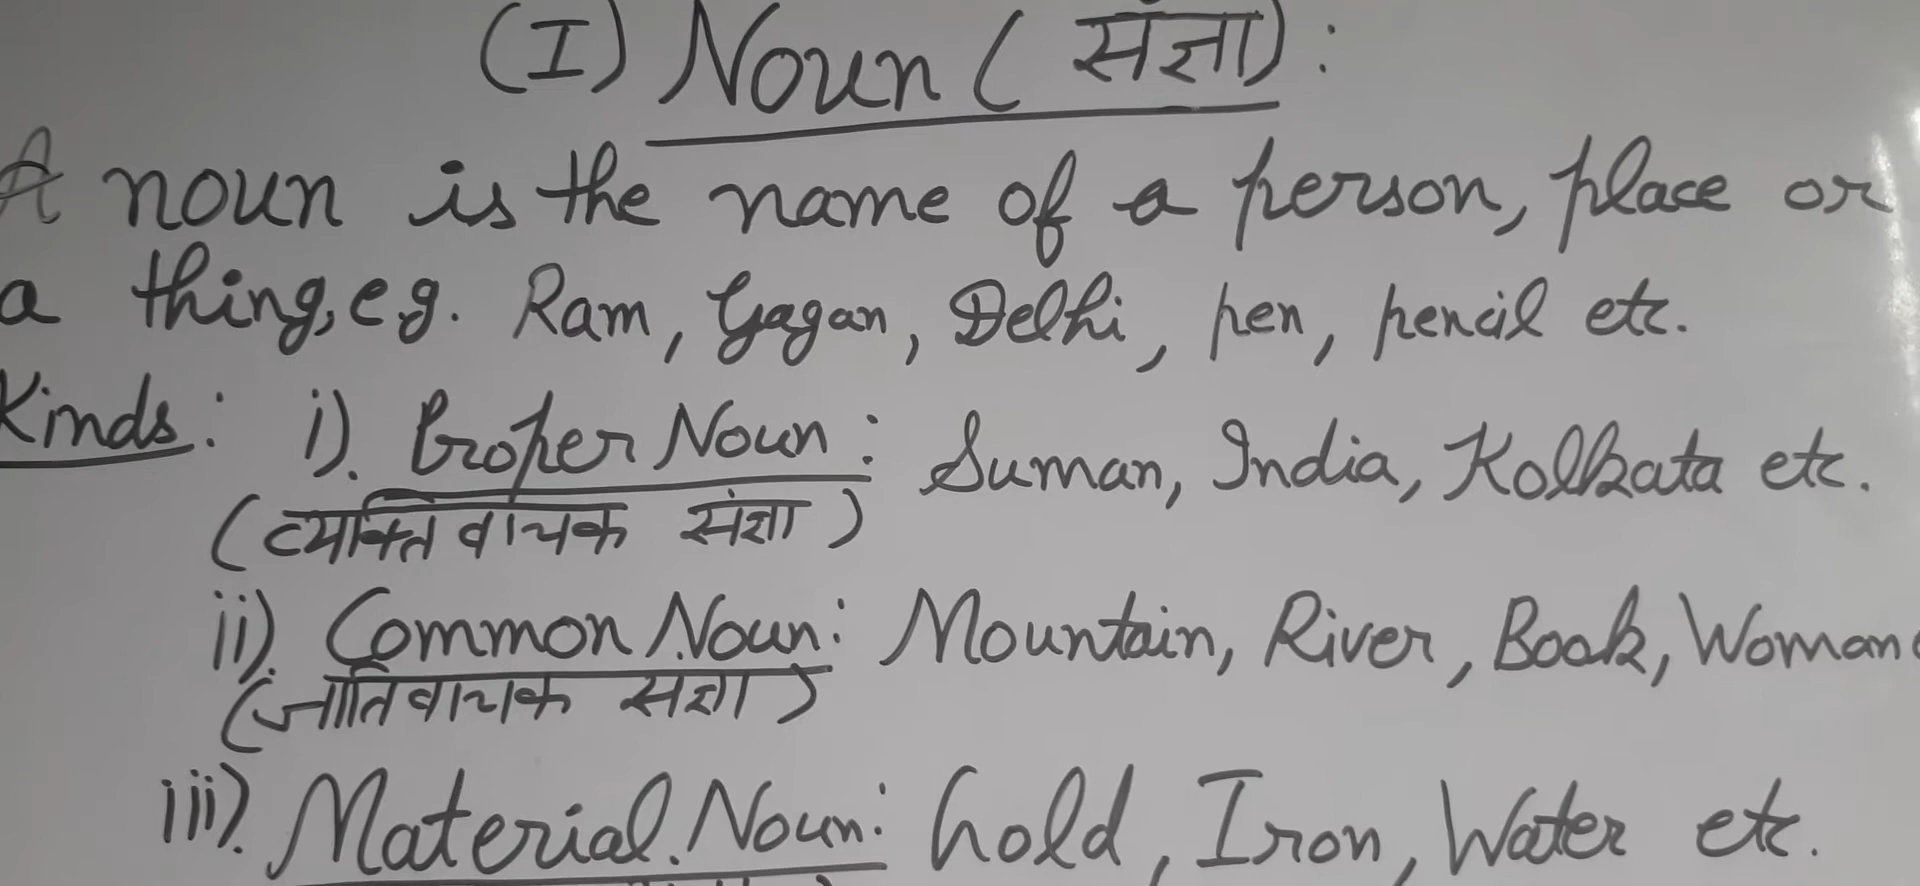 (I) Noun (संज्ञा) :
A noun is the name of a person, place or
a thing, e.g. Ram, Gagan, Delhi, pen, pencil etc.
Kinds : i). Proper Noun : Suman, India, Kolkata etc.
(व्यक्तिवाचक संज्ञा)
ii). Common Noun : Mountain, River, Book, Woman
(जातिवाचक संज्ञा)
iii). Material Noun : Gold, Iron, Water etc.